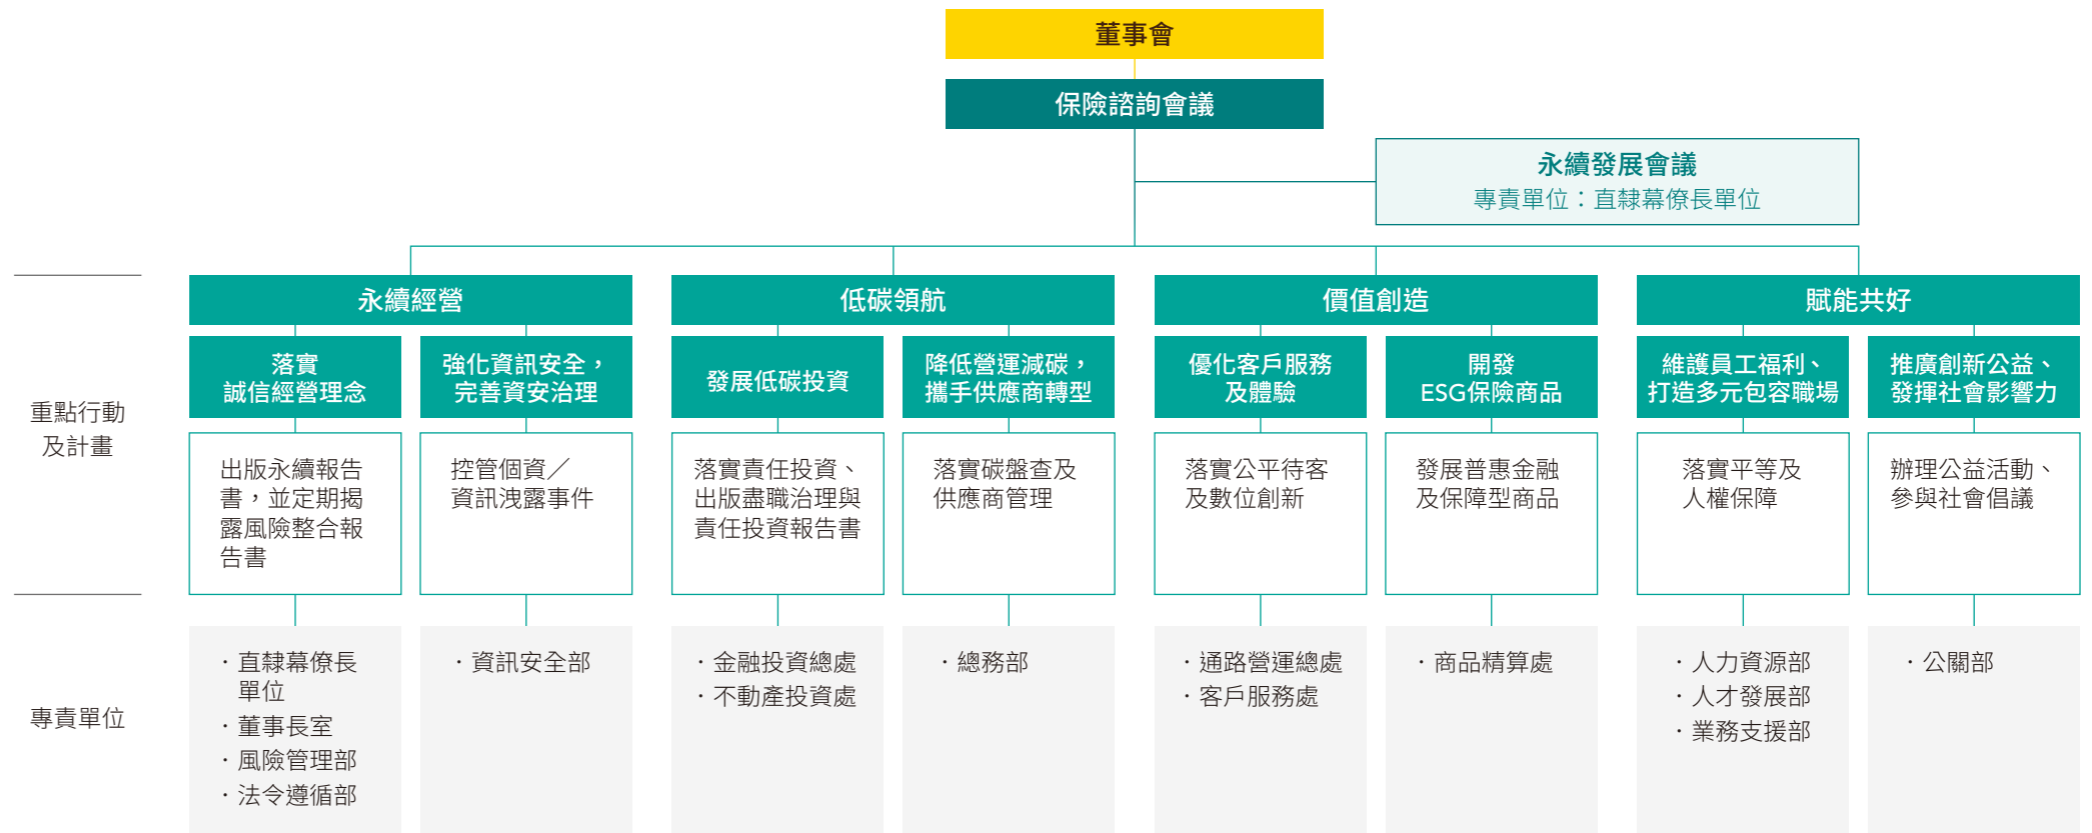 董事會
保險諮詢會議
永續發展會議
專責單位：直隸幕僚長單位
重點行動
及計畫
專責單位
永續經營
落實
誠信經營理念
出版永續報告
書，並定期揭
露風險整合報
告書
・直隸幕僚長
單位
・董事長室
・風險管理部
・法令遵循部
強化資訊安全，
完善資安治理
控管個資／
資訊洩露事件
・資訊安全部
低碳領航
發展低碳投資
落實責任投資、
出版盡職治理與
責任投資報告書
・金融投資總處
・不動產投資處
降低營運減碳，
攜手供應商轉型
落實碳盤查及
供應商管理
・總務部
價值創造
優化客戶服務
及體驗
落實公平待客
及數位創新
・通路營運總處
・客戶服務處
開發
ESG保險商品
發展普惠金融
及保障型商品
・商品精算處
賦能共好
維護員工福利、
打造多元包容職場
落實平等及
人權保障
・人力資源部
・人才發展部
・業務支援部
推廣創新公益、
發揮社會影響力
辦理公益活動、
參與社會倡議
・公關部